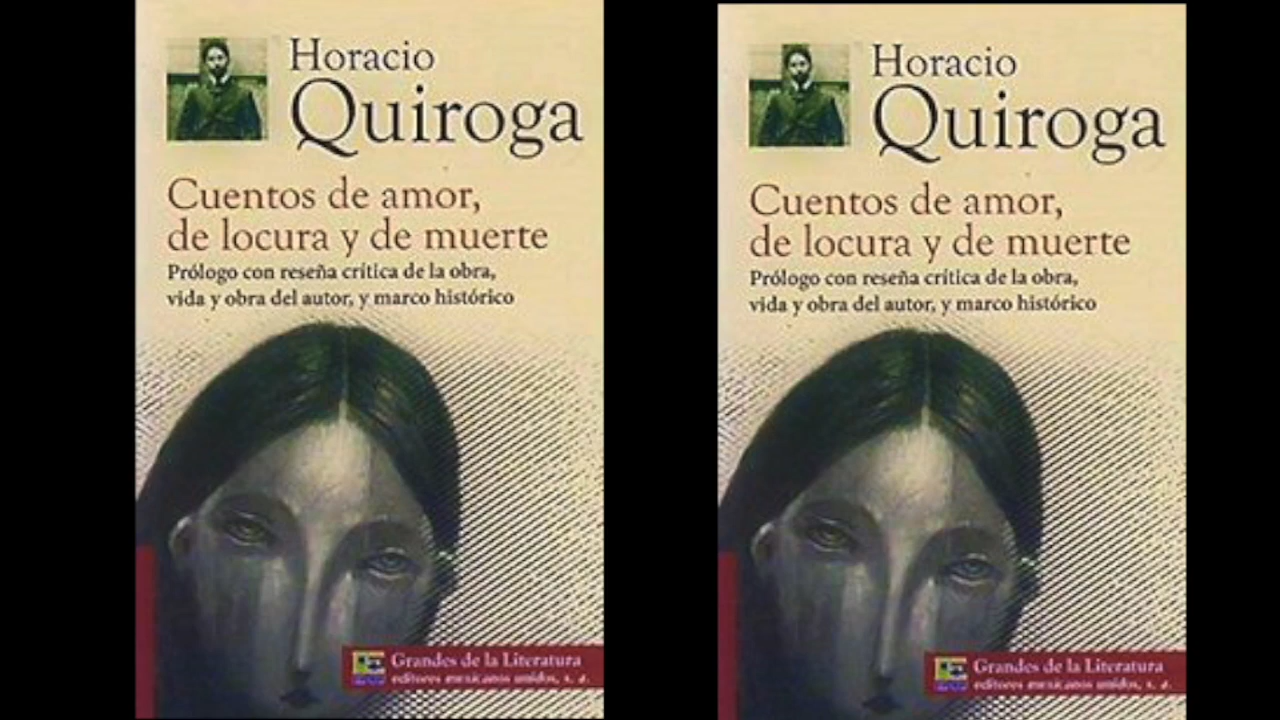 Horacio
Quiroga
Cuentos de amor,
de locura y de muerte
Prólogo con reseña crítica de la obra,
vida y obra del autor, y marco histórico
Grandes de la Literatura
editores mexicanos unidos, s. a.
Horacio
Quiroga
Cuentos de amor,
de locura y de muerte
Prólogo con reseña crítica de la obra,
vida y obra del autor, y marco histórico
Grandes de la Literatura
editores mexicanos unidos, s. a.